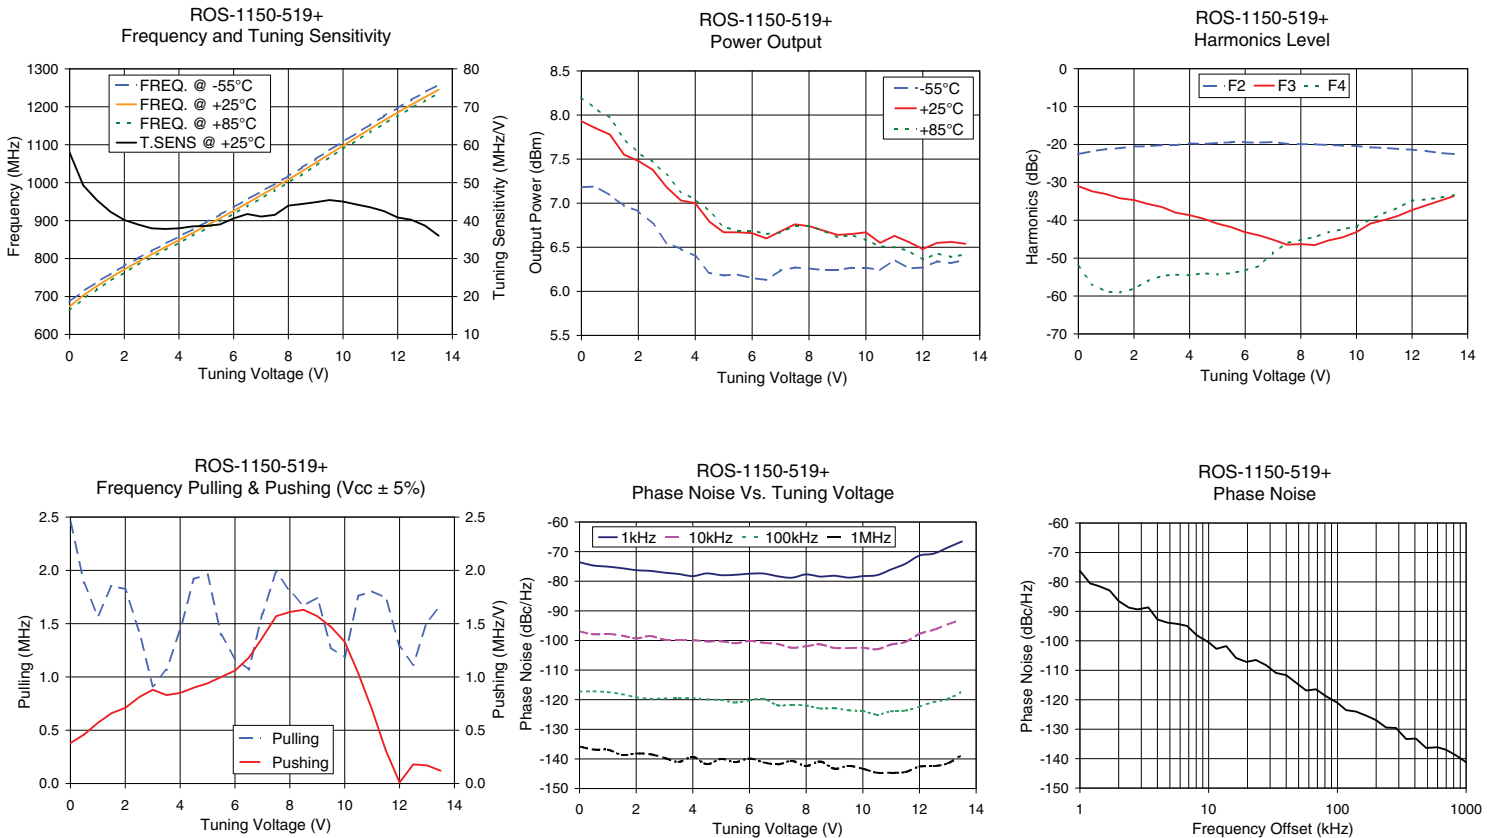 ROS-1150-519+
Frequency and Tuning Sensitivity
FREQ. @ -55°C
FREQ. @ +25°C
FREQ. @ +85°C
T.SENS @ +25°C
Frequency (MHz)
1300
1200
1100
1000
900
800
700
600
Tuning Sensitivity (MHz/V)
80
70
60
50
40
30
20
10
0 2 4 6 8 10 12 14
Tuning Voltage (V)
ROS-1150-519+
Power Output
-55°C
+25°C
+85°C
Output Power (dBm)
8.5
8.0
7.5
7.0
6.5
6.0
5.5
0 2 4 6 8 10 12 14
Tuning Voltage (V)
ROS-1150-519+
Harmonics Level
F2 F3 F4
Harmonics (dBc)
0
-10
-20
-30
-40
-50
-60
-70
0 2 4 6 8 10 12 14
Tuning Voltage (V)
ROS-1150-519+
Frequency Pulling & Pushing (Vcc ± 5%)
Pulling (MHz)
2.5
2.0
1.5
1.0
0.5
0.0
Pushing (MHz/V)
2.5
2.0
1.5
1.0
0.5
0.0
Pulling
Pushing
0 2 4 6 8 10 12 14
Tuning Voltage (V)
ROS-1150-519+
Phase Noise Vs. Tuning Voltage
1kHz 10kHz 100kHz 1MHz
Phase Noise (dBc/Hz)
-60
-70
-80
-90
-100
-110
-120
-130
-140
-150
0 2 4 6 8 10 12 14
Tuning Voltage (V)
ROS-1150-519+
Phase Noise
Phase Noise (dBc/Hz)
-60
-70
-80
-90
-100
-110
-120
-130
-140
-150
1 10 100 1000
Frequency Offset (kHz)